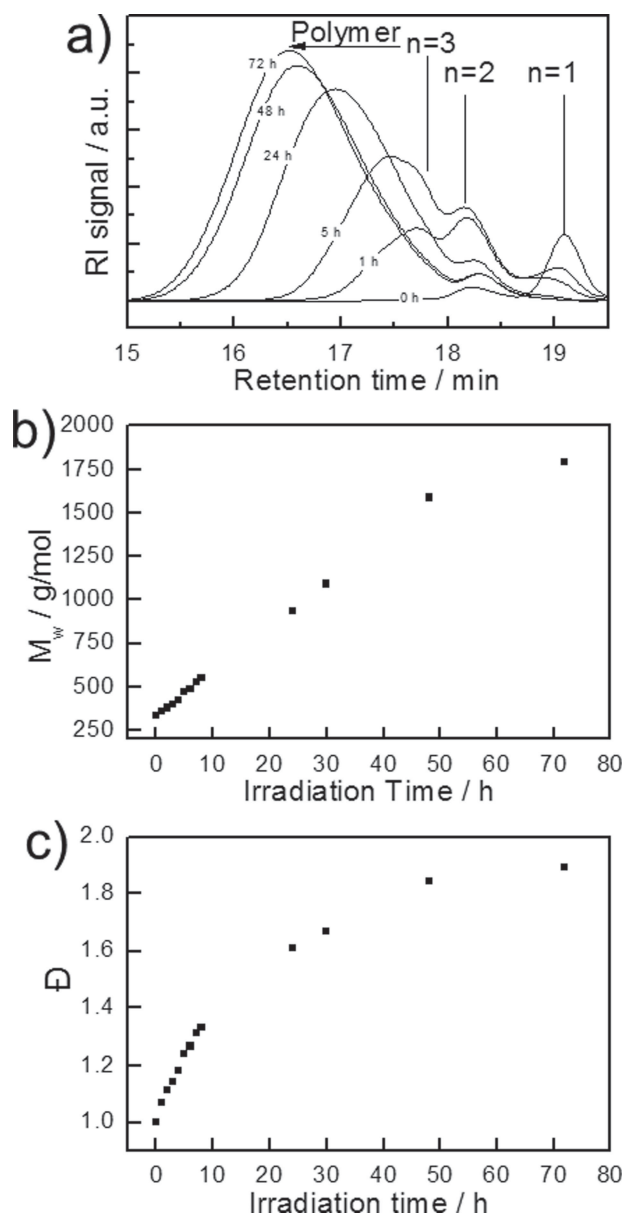 a)
Polymer
n=3
n=2
n=1
72 h
48 h
24 h
5 h
1 h
0 h
RI signal / a.u.
15 16 17 18 19
Retention time / min
b)
2000
1750
1500
1250
1000
750
500
250
M_w / g/mol
0 10 20 30 40 50 60 70 80
Irradiation Time / h
c)
2.0
1.8
1.6
1.4
1.2
1.0
Đ
0 10 20 30 40 50 60 70 80
Irradiation time / h